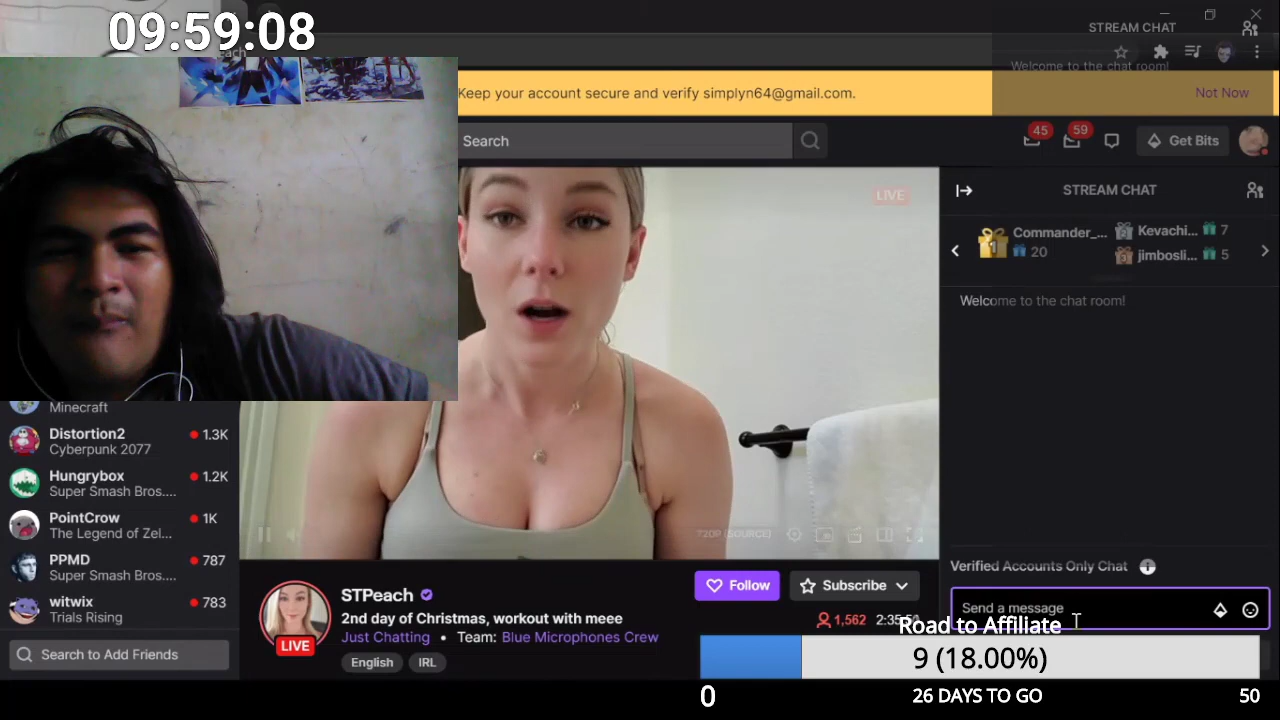 09:59:08
STREAM CHAT
Welcome to the chat room!
Keep your account secure and verify simplyn64@gmail.com.
Not Now
Search
45
59
Get Bits
LIVE
STREAM CHAT
Commander_...
20
Kevachi... 7
jimbosli... 5
Welcome to the chat room!
Minecraft
Distortion2 1.3K
Cyberpunk 2077
Hungrybox 1.2K
Super Smash Bros....
PointCrow 1K
The Legend of Zel...
PPMD 787
Super Smash Bros....
witwix 783
Trials Rising
Search to Add Friends
720P (SOURCE)
STPeach
2nd day of Christmas, workout with meee
Just Chatting • Team: Blue Microphones Crew
English IRL
LIVE
Follow
Subscribe
1,562
Verified Accounts Only Chat
Send a message
Road to Affiliate
9 (18.00%)
0
26 DAYS TO GO
50